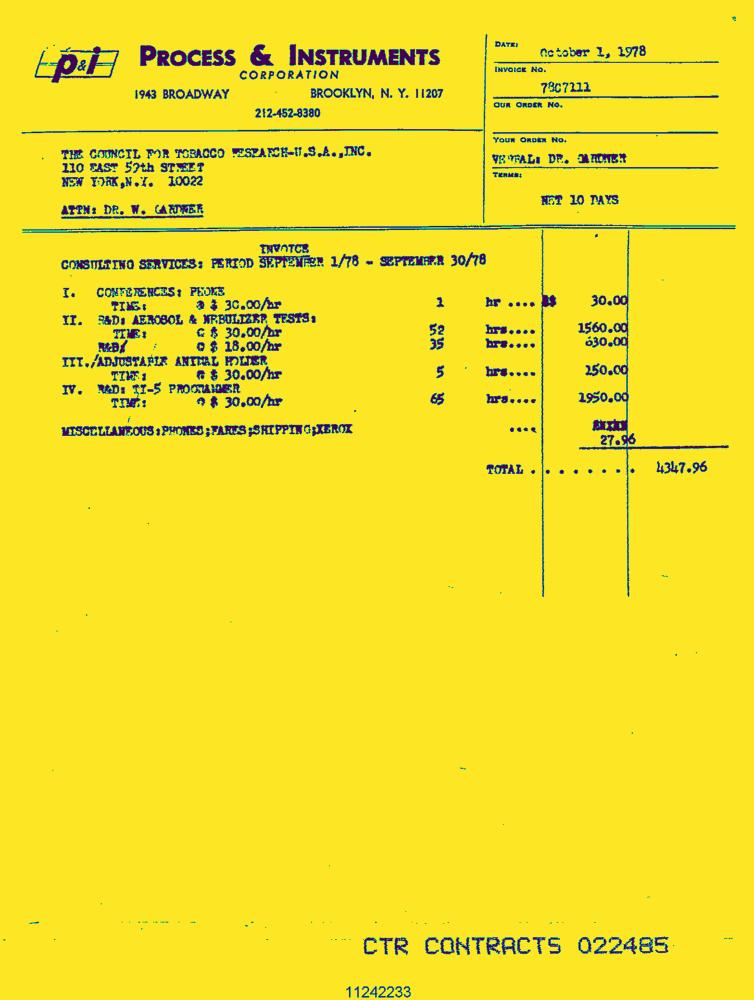 p&i PROCESS & INSTRUMENTS
CORPORATION
1943 BROADWAY BROOKLYN, N. Y. 11207
212-452-8380
DATE: October 1, 1978
INVOICE NO.
7807111
OUR ORDER NO.
YOUR ORDER NO.
VERBAL: DR. GARDNER
TERMS:
NET 10 DAYS
THE COUNCIL FOR TOBACCO RESEARCH-U.S.A.,INC.
110 EAST 59th STREET
NEW YORK,N.Y. 10022
ATTN: DR. W. GARDNER
INVOICE
CONSULTING SERVICES: PERIOD SEPTEMBER 1/78 - SEPTEMBER 30/78
I. CONFERENCES: PHONE
TIME: @ $ 30.00/hr 1 hr .... $ 30.00
II. R&D: AEROSOL & NEBULIZER TESTS:
TIME: @ $ 30.00/hr 52 hrs.... 1560.00
R&D/ @ $ 18.00/hr 35 hrs.... 630.00
III./ADJUSTABLE ANIMAL HOLDER
TIME: @ $ 30.00/hr 5 hrs.... 150.00
IV. R&D: II-5 PROGRAMMER
TIME: @ $ 30.00/hr 65 hrs.... 1950.00
MISCELLANEOUS:PHONES;FARES;SHIPPING;XEROX ....
27.96
TOTAL . . . . . . . . 4347.96
CTR CONTRACTS 022485
11242233